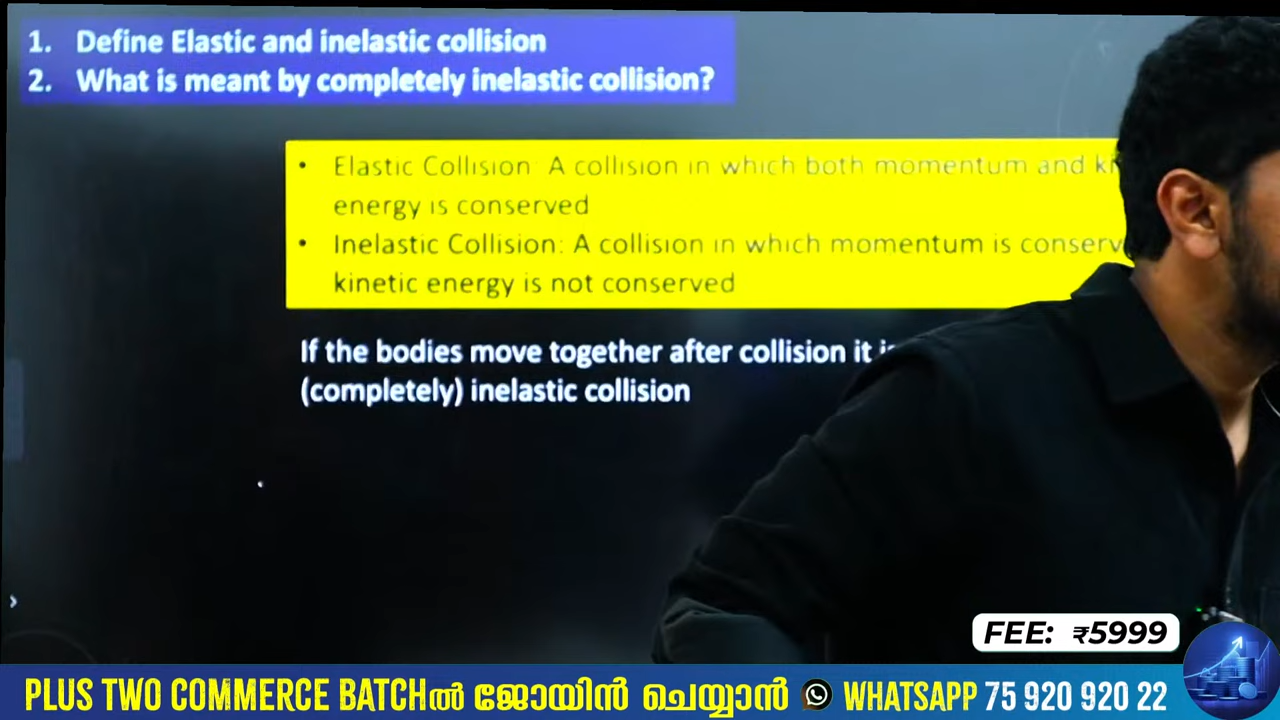 1. Define Elastic and inelastic collision
2. What is meant by completely inelastic collision?
• Elastic Collision: A collision in which both momentum and
energy is conserved
• Inelastic Collision: A collision in which momentum is
kinetic energy is not conserved
If the bodies move together after collision it
(completely) inelastic collision
FEE: ₹5999
PLUS TWO COMMERCE BATCHൽ ജോയിൻ ചെയ്യാൻ WHATSAPP 75 920 920 22